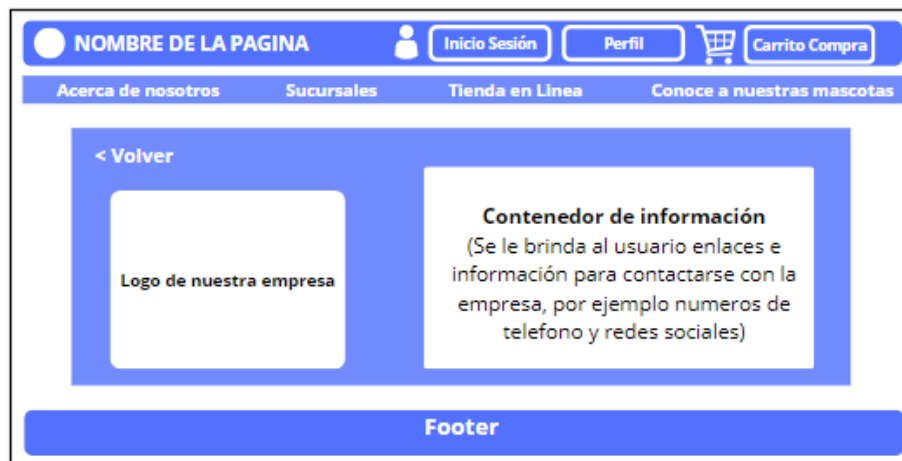 NOMBRE DE LA PAGINA Inicio Sesión Perfil Carrito Compra
Acerca de nosotros Sucursales Tienda en Linea Conoce a nuestras mascotas
< Volver
Logo de nuestra empresa
Contenedor de información
(Se le brinda al usuario enlaces e
información para contactarse con la
empresa, por ejemplo numeros de
telefono y redes sociales)
Footer